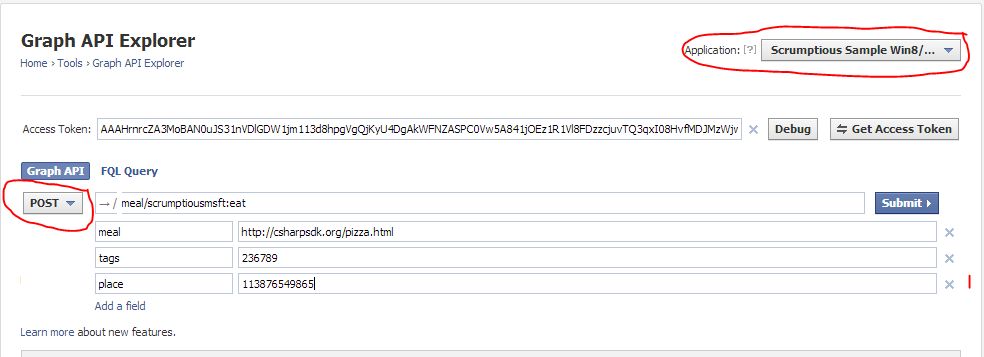 Graph API Explorer
Home › Tools › Graph API Explorer
Application: [?] Scrumptious Sample Win8/... 
Access Token: AAAHrnrcZA3MoBAN0uJS31nVDlGDW1jm113d8hpgVgQjKyU4DgAkWFNZASPC0Vw5A841jOEz1R1Vl8FDzzcjuvTQ3qxI08HvfMDJMzWjw Debug Get Access Token
Graph API FQL Query
POST → / meal/scrumptiousmsft:eat Submit
meal http://csharpsdk.org/pizza.html
tags 236789
place 113876549865
Add a field
Learn more about new features.